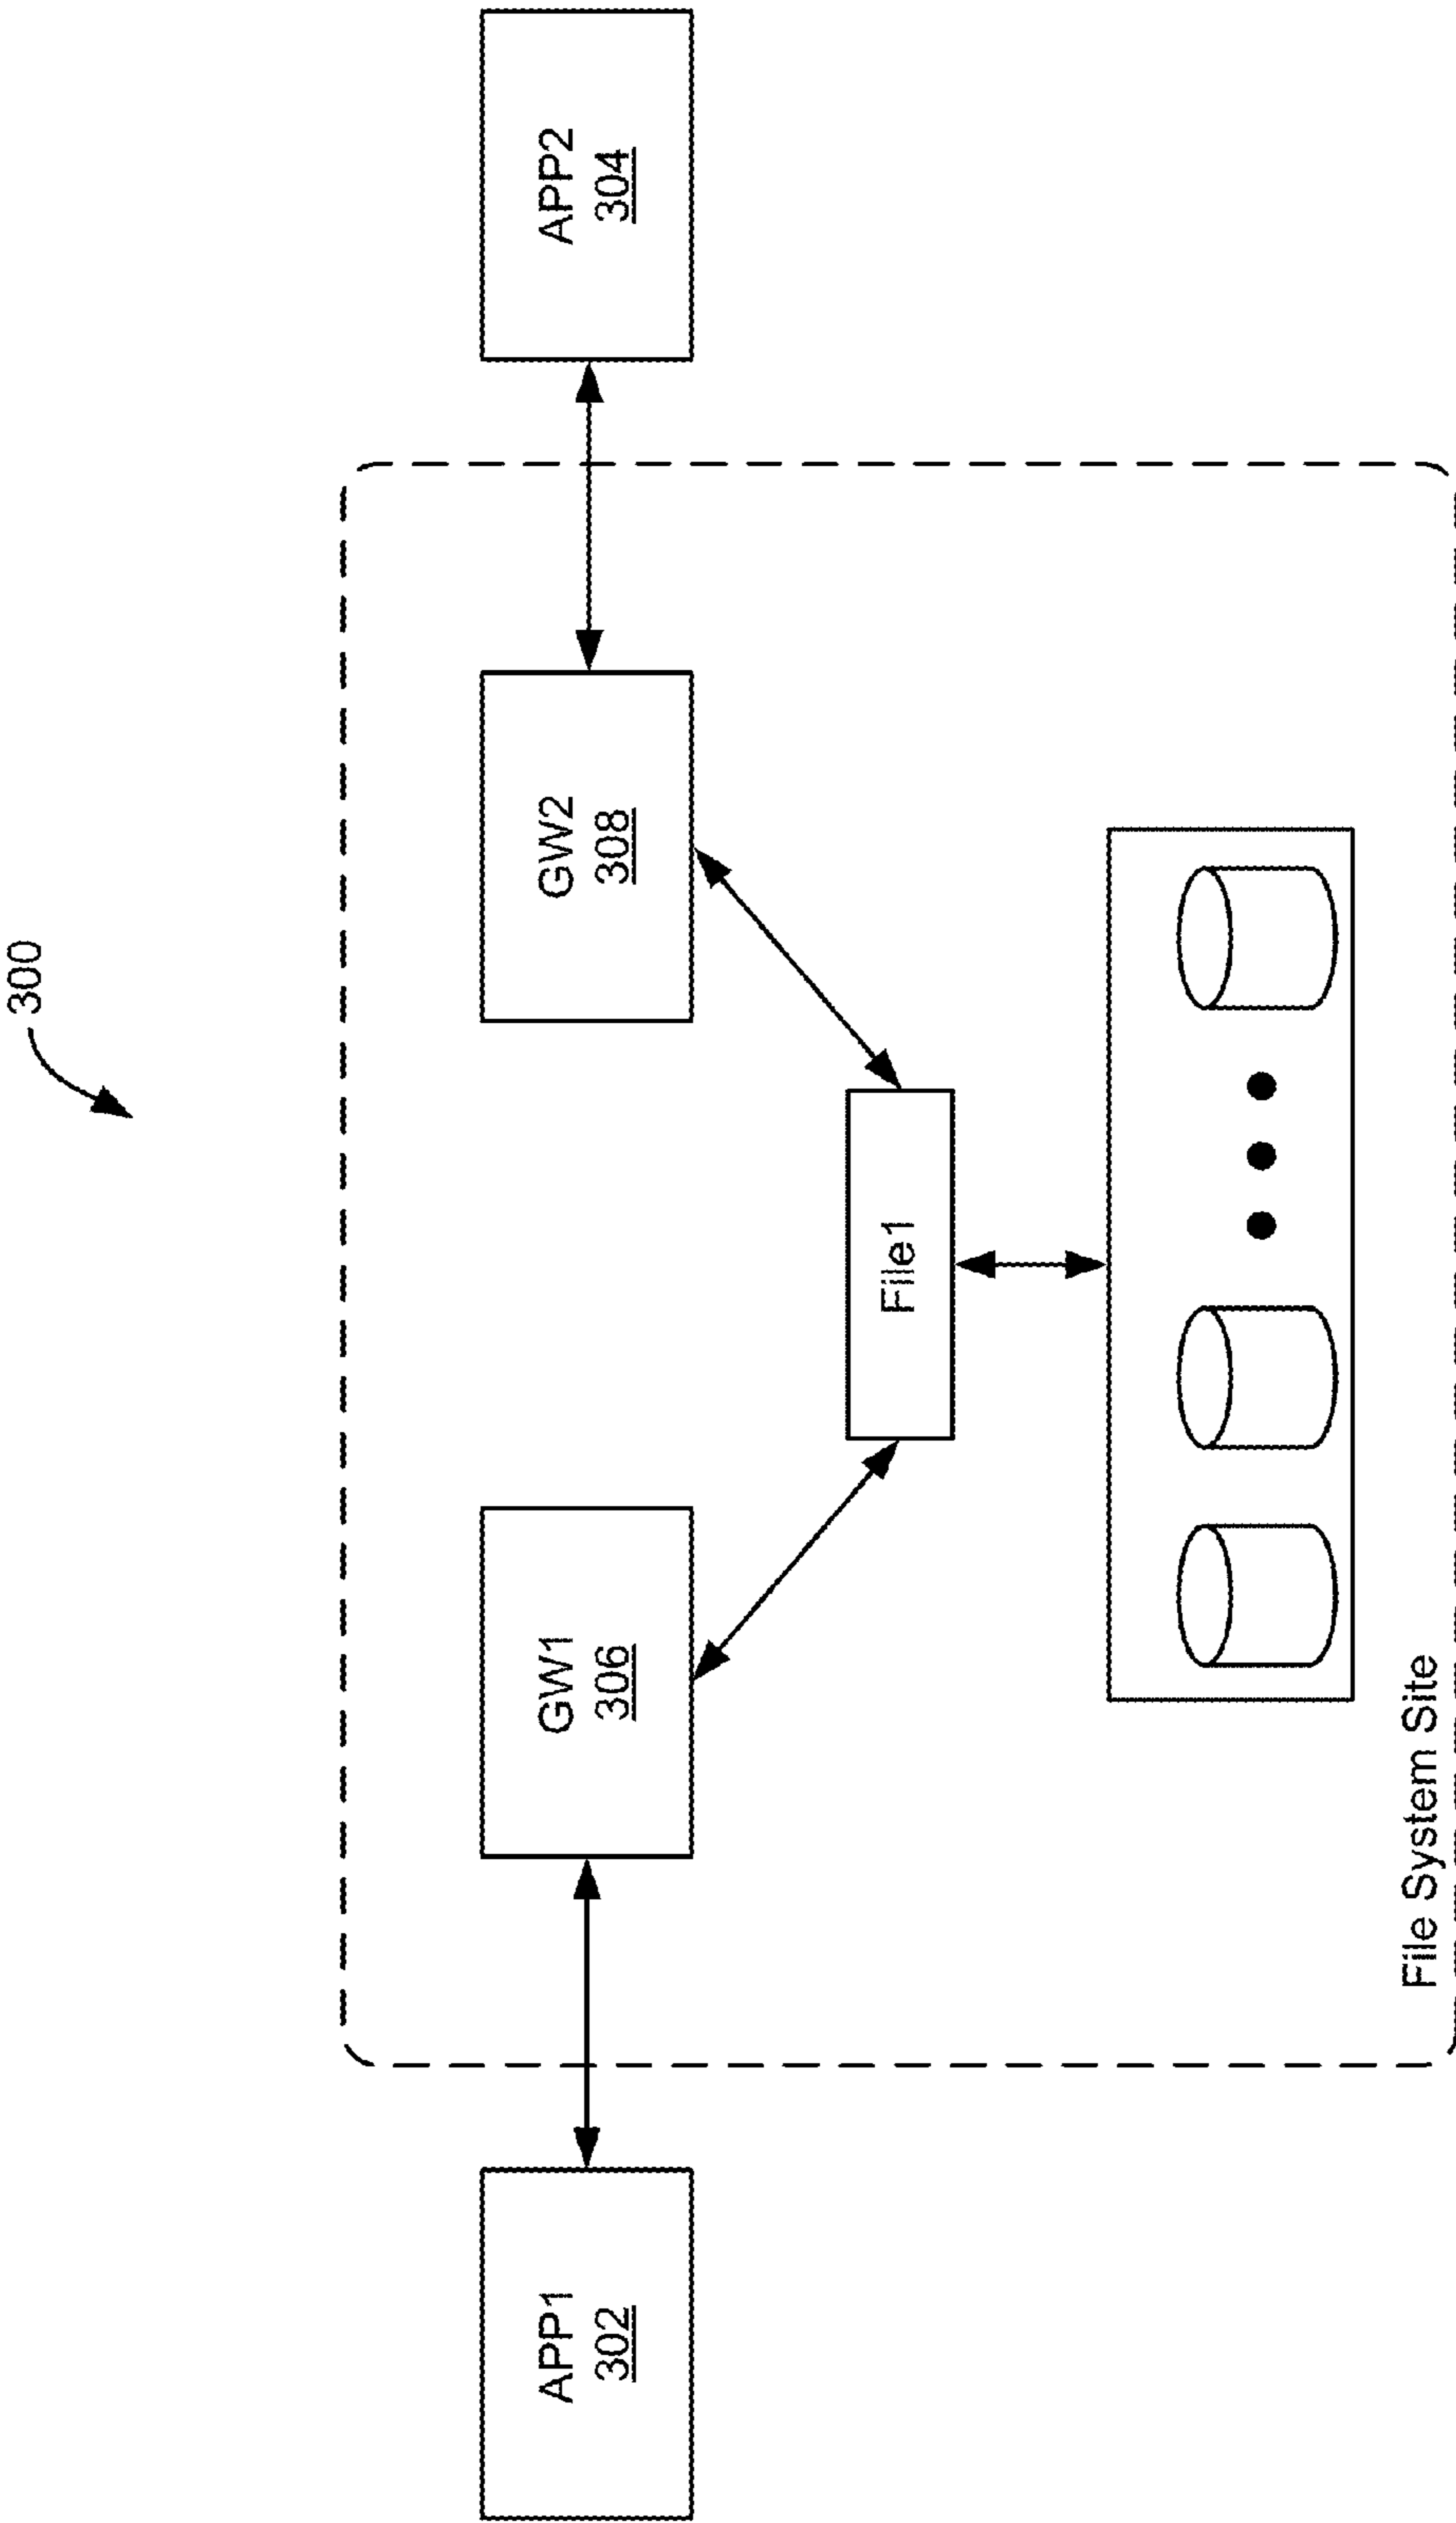 300
APP1
302
GW1
306
GW2
308
APP2
304
File1
File System Site